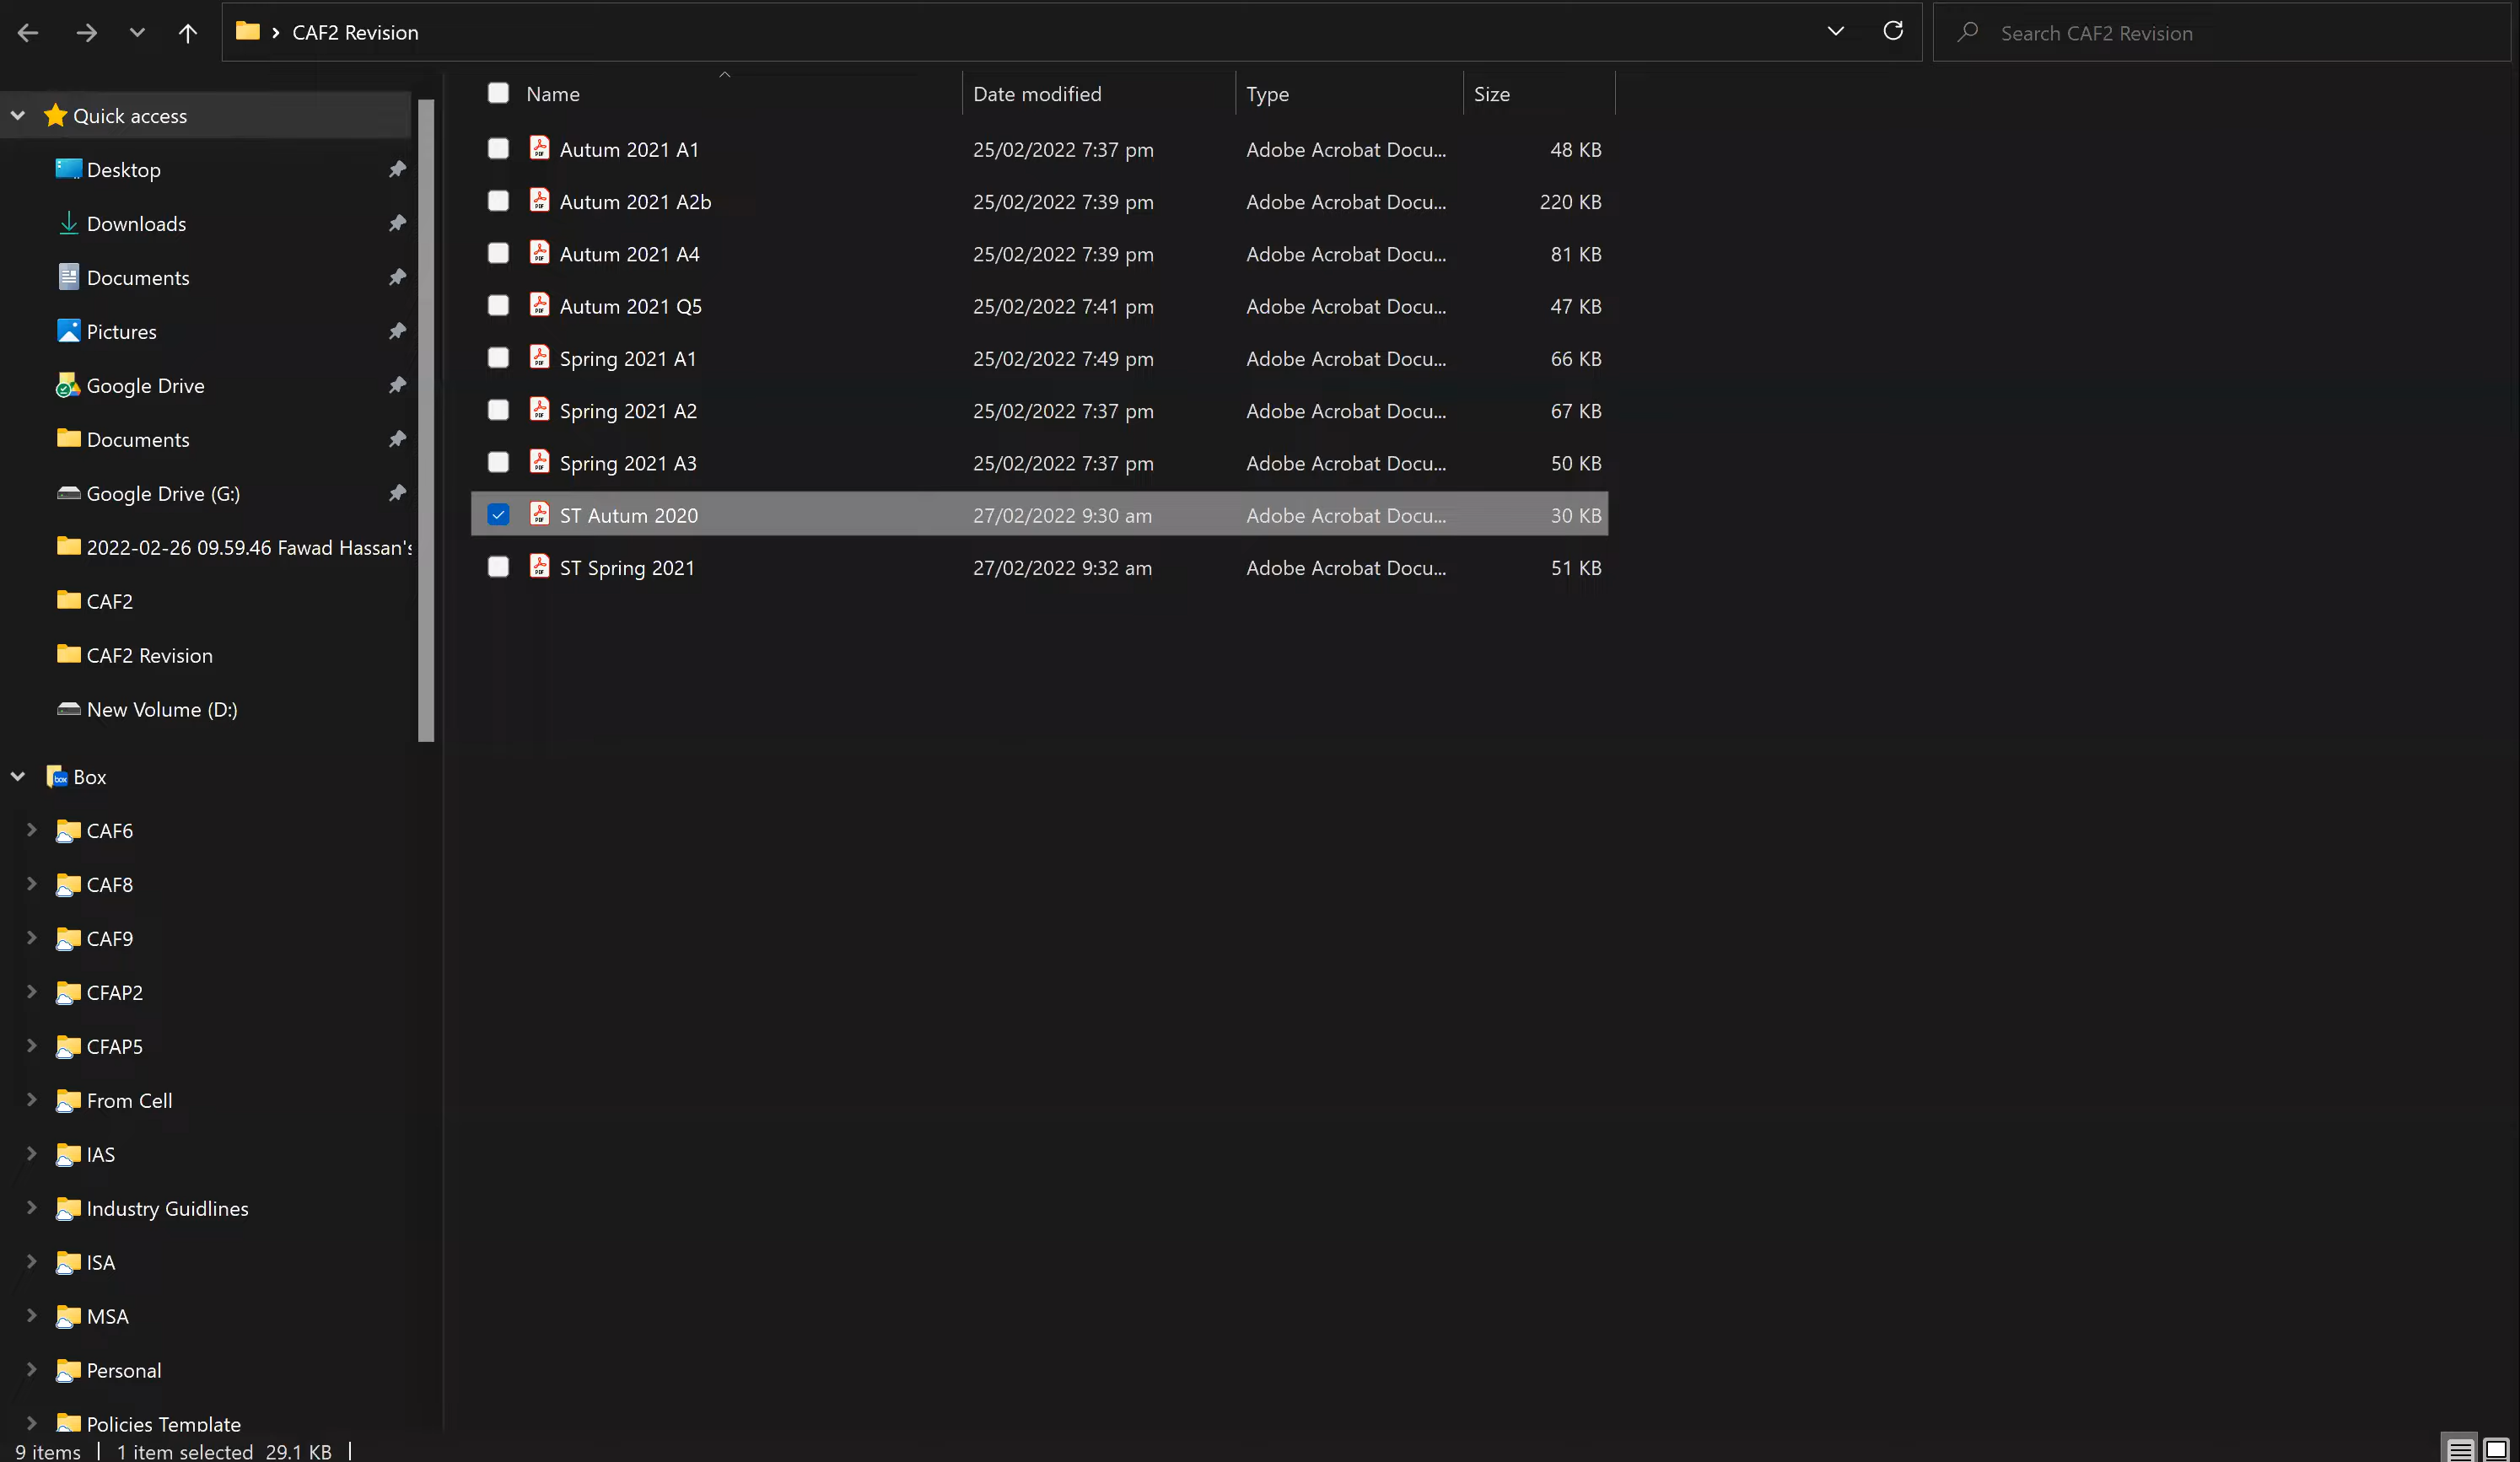 CAF2 Revision
Search CAF2 Revision
Name Date modified Type Size
Quick access
Desktop
Downloads
Documents
Pictures
Google Drive
Documents
Google Drive (G:)
2022-02-26 09.59.46 Fawad Hassan's
CAF2
CAF2 Revision
New Volume (D:)
Box
CAF6
CAF8
CAF9
CFAP2
CFAP5
From Cell
IAS
Industry Guidlines
ISA
MSA
Personal
Policies Template
Autum 2021 A1 25/02/2022 7:37 pm Adobe Acrobat Docu... 48 KB
Autum 2021 A2b 25/02/2022 7:39 pm Adobe Acrobat Docu... 220 KB
Autum 2021 A4 25/02/2022 7:39 pm Adobe Acrobat Docu... 81 KB
Autum 2021 Q5 25/02/2022 7:41 pm Adobe Acrobat Docu... 47 KB
Spring 2021 A1 25/02/2022 7:49 pm Adobe Acrobat Docu... 66 KB
Spring 2021 A2 25/02/2022 7:37 pm Adobe Acrobat Docu... 67 KB
Spring 2021 A3 25/02/2022 7:37 pm Adobe Acrobat Docu... 50 KB
ST Autum 2020 27/02/2022 9:30 am Adobe Acrobat Docu... 30 KB
ST Spring 2021 27/02/2022 9:32 am Adobe Acrobat Docu... 51 KB
9 items 1 item selected 29.1 KB